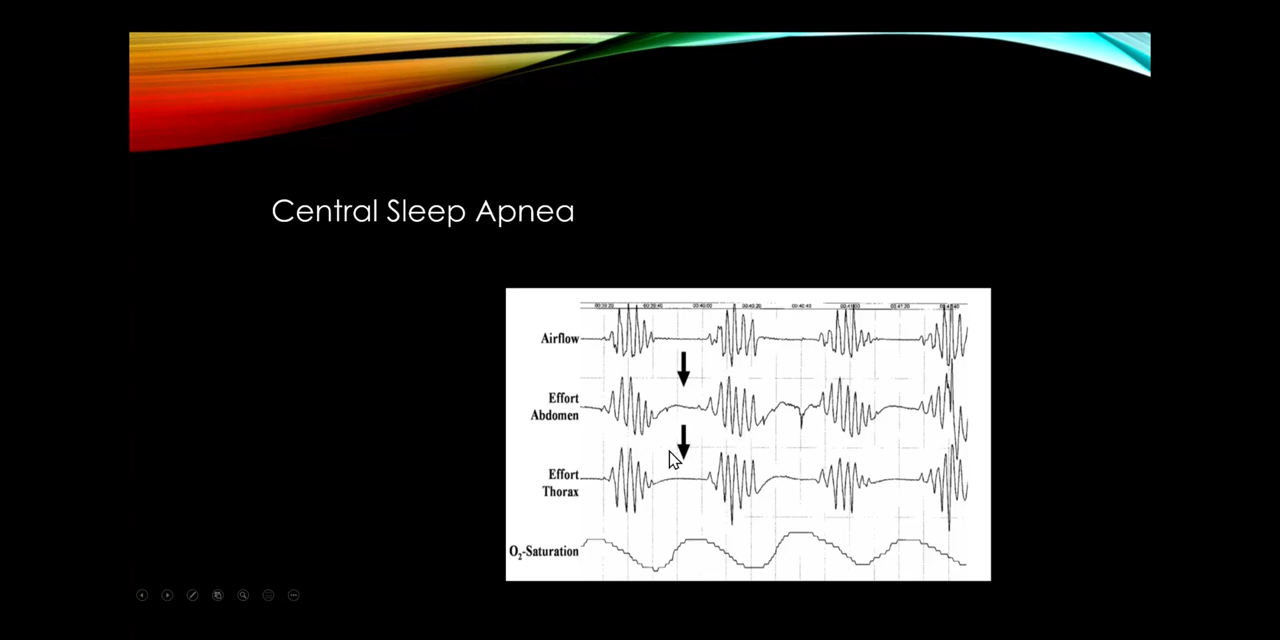 Central Sleep Apnea
Airflow
Effort
Abdomen
Effort
Thorax
O₂-Saturation